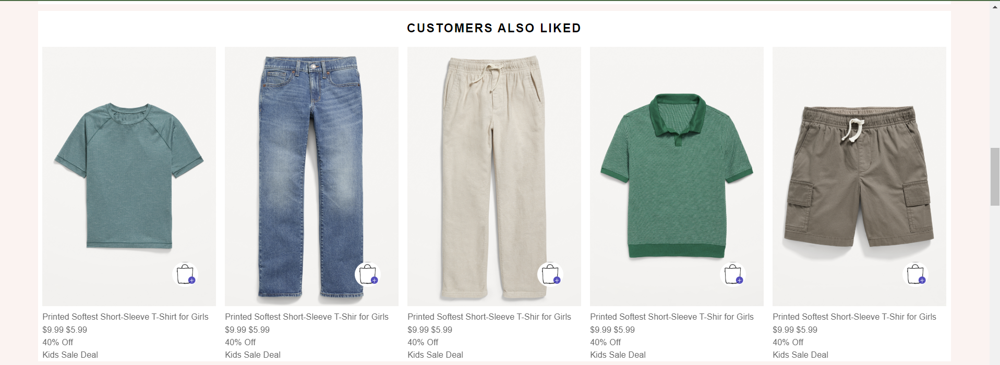 CUSTOMERS ALSO LIKED
Printed Softest Short-Sleeve T-Shirt for Girls
$9.99 $5.99
40% Off
Kids Sale Deal
Printed Softest Short-Sleeve T-Shir for Girls
$9.99 $5.99
40% Off
Kids Sale Deal
Printed Softest Short-Sleeve T-Shir for Girls
$9.99 $5.99
40% Off
Kids Sale Deal
Printed Softest Short-Sleeve T-Shir for Girls
$9.99 $5.99
40% Off
Kids Sale Deal
Printed Softest Short-Sleeve T-Shir for Girls
$9.99 $5.99
40% Off
Kids Sale Deal